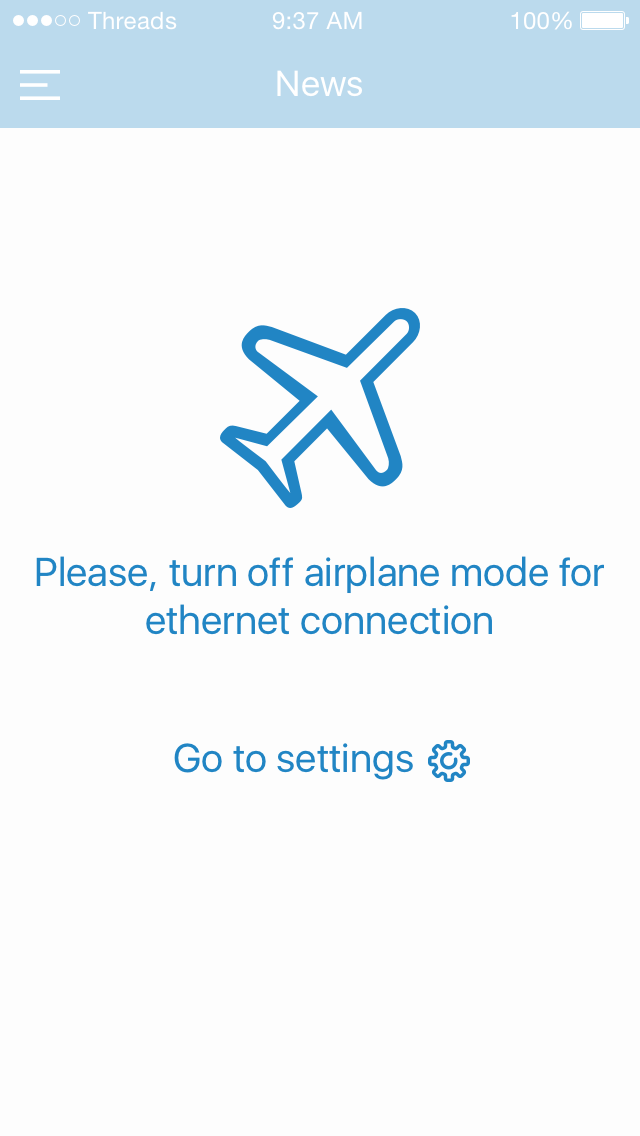 Threads 9:37 AM 100%
News
Please, turn off airplane mode for
ethernet connection
Go to settings